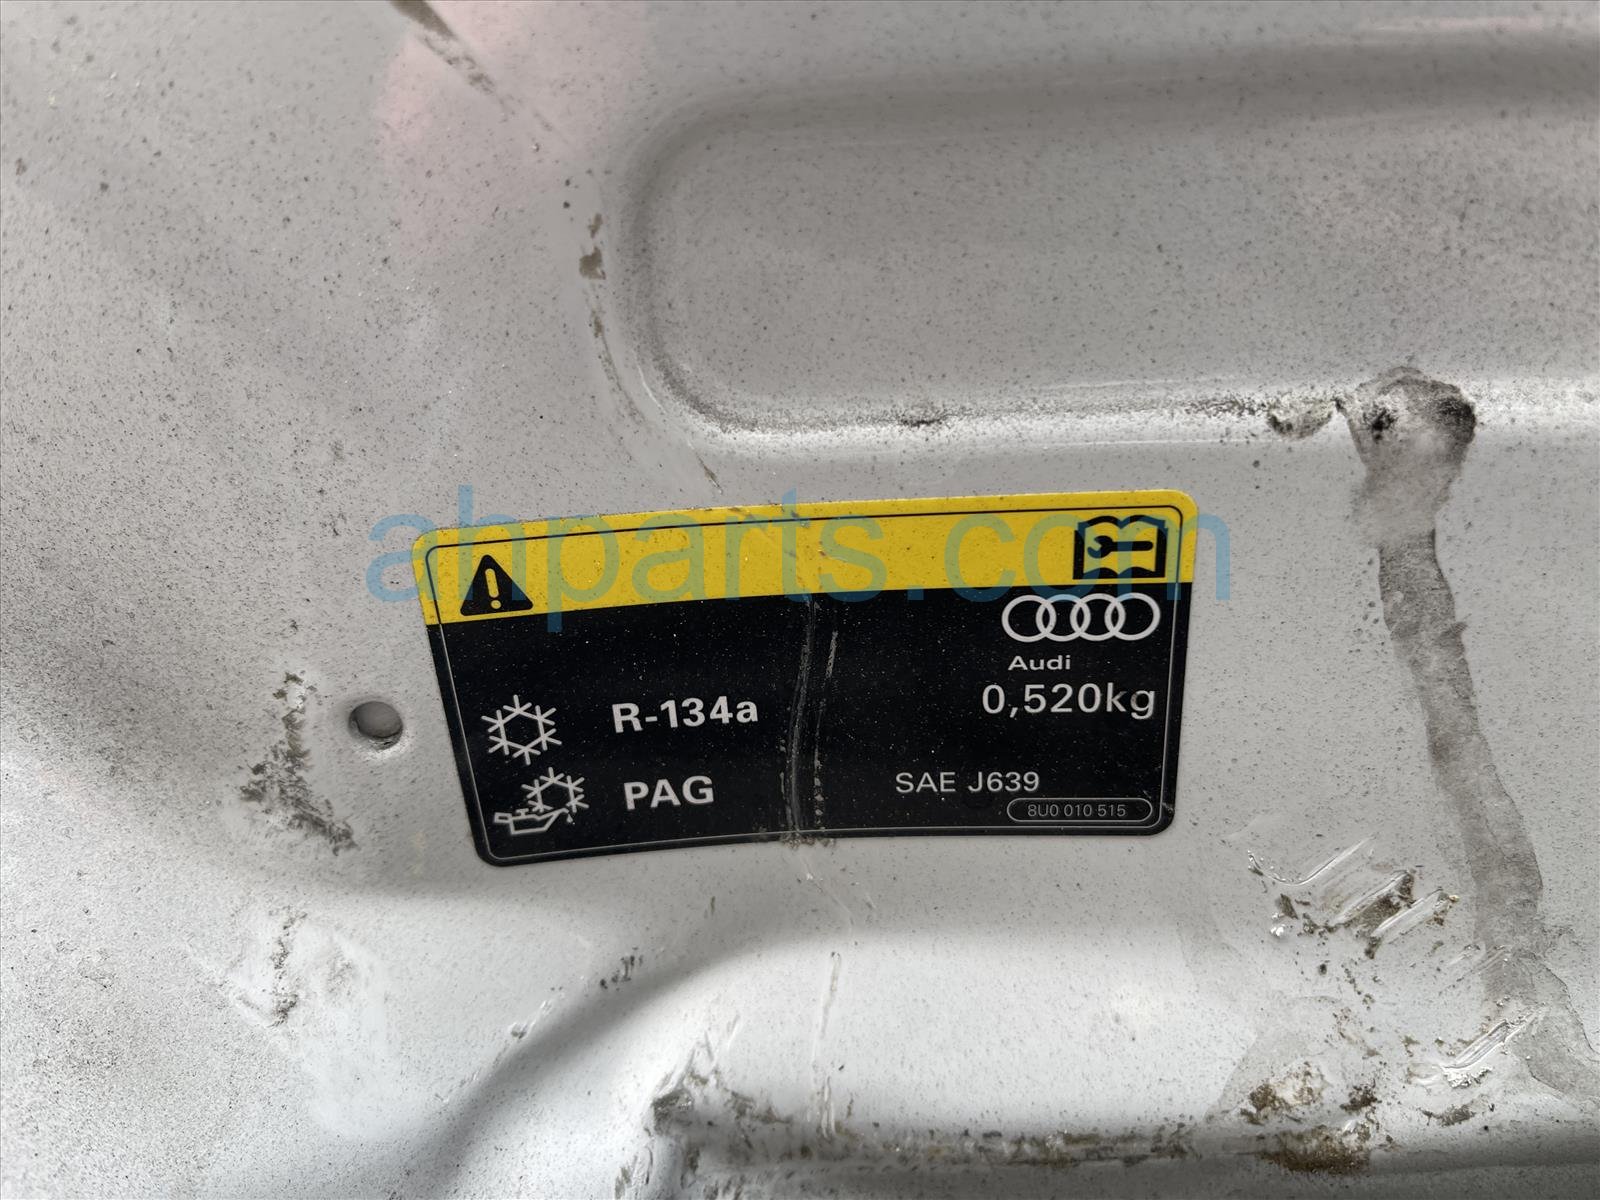 ahparts.com
Audi
R-134a 0,520kg
PAG SAE J639
8U0 010 515